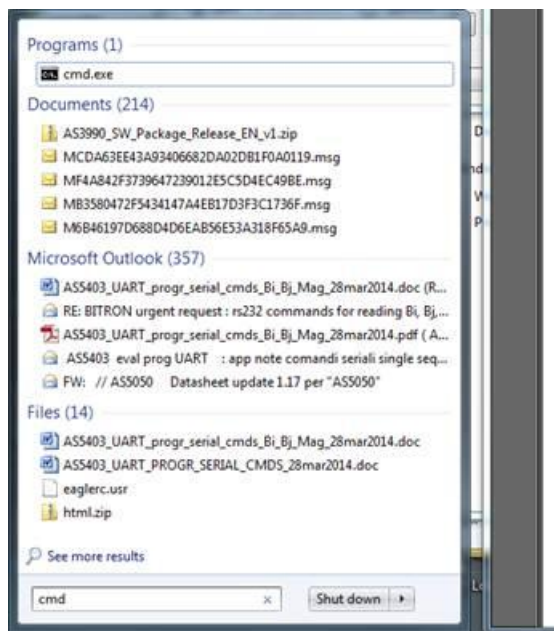 Programs (1)
cmd.exe
Documents (214)
AS3990_SW_Package_Release_EN_v1.zip
MCDA63EE43A93406682DA02DB1F0A0119.msg
MF4A842F3739647239012E5C5D4EC49BE.msg
MB3580472F5434147A4EB17D3F3C1736F.msg
M6B46197D688D4D6EAB56E53A318F65A9.msg
Microsoft Outlook (357)
AS5403_UART_progr_serial_cmds_Bi_Bj_Mag_28mar2014.doc (R...
RE: BITRON urgent request : rs232 commands for reading Bi, Bj,...
AS5403_UART_progr_serial_cmds_Bi_Bj_Mag_28mar2014.pdf ( A...
AS5403 eval prog UART : app note comandi seriali single seq...
FW: // AS5050 Datasheet update 1.17 per "AS5050"
Files (14)
AS5403_UART_progr_serial_cmds_Bi_Bj_Mag_28mar2014.doc
AS5403_UART_PROGR_SERIAL_CMDS_28mar2014.doc
eaglerc.usr
html.zip
See more results
cmd
Shut down